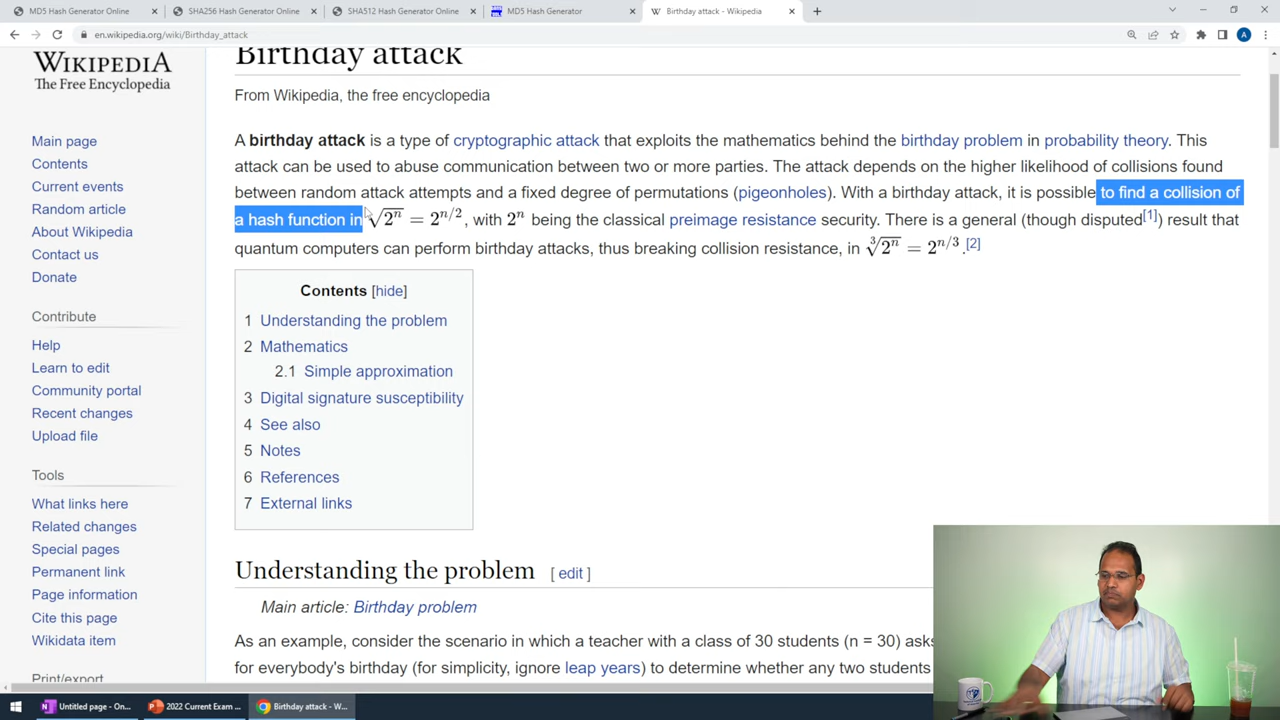 MD5 Hash Generator Online
SHA256 Hash Generator Online
SHA512 Hash Generator Online
MD5 Hash Generator
W Birthday attack - Wikipedia
en.wikipedia.org/wiki/Birthday_attack
A
WIKIPEDIA
The Free Encyclopedia
Main page
Contents
Current events
Random article
About Wikipedia
Contact us
Donate
Contribute
Help
Learn to edit
Community portal
Recent changes
Upload file
Tools
What links here
Related changes
Special pages
Permanent link
Page information
Cite this page
Wikidata item
Print/export
Birthday attack
From Wikipedia, the free encyclopedia
A birthday attack is a type of cryptographic attack that exploits the mathematics behind the birthday problem in probability theory. This
attack can be used to abuse communication between two or more parties. The attack depends on the higher likelihood of collisions found
between random attack attempts and a fixed degree of permutations (pigeonholes). With a birthday attack, it is possible to find a collision of
a hash function in √2ⁿ = 2^{n/2}, with 2ⁿ being the classical preimage resistance security. There is a general (though disputed[1]) result that
quantum computers can perform birthday attacks, thus breaking collision resistance, in ∛2ⁿ = 2^{n/3}.[2]
Contents [hide]
1 Understanding the problem
2 Mathematics
2.1 Simple approximation
3 Digital signature susceptibility
4 See also
5 Notes
6 References
7 External links
Understanding the problem [ edit ]
Main article: Birthday problem
As an example, consider the scenario in which a teacher with a class of 30 students (n = 30) asks
for everybody's birthday (for simplicity, ignore leap years) to determine whether any two students
Untitled page - On...
2022 Current Exam ...
Birthday attack - W...